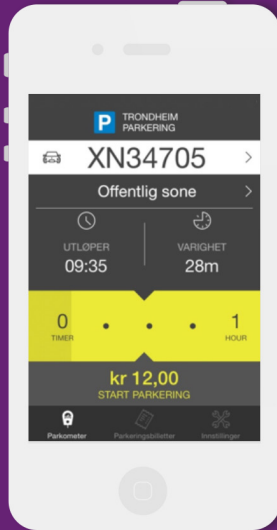 P TRONDHEIM
PARKERING
XN34705
Offentlig sone
UTLØPER
09:35
VARIGHET
28m
0
TIMER
1
HOUR
kr 12,00
START PARKERING
Parkometer
Parkeringsbilletter
Innstillinger